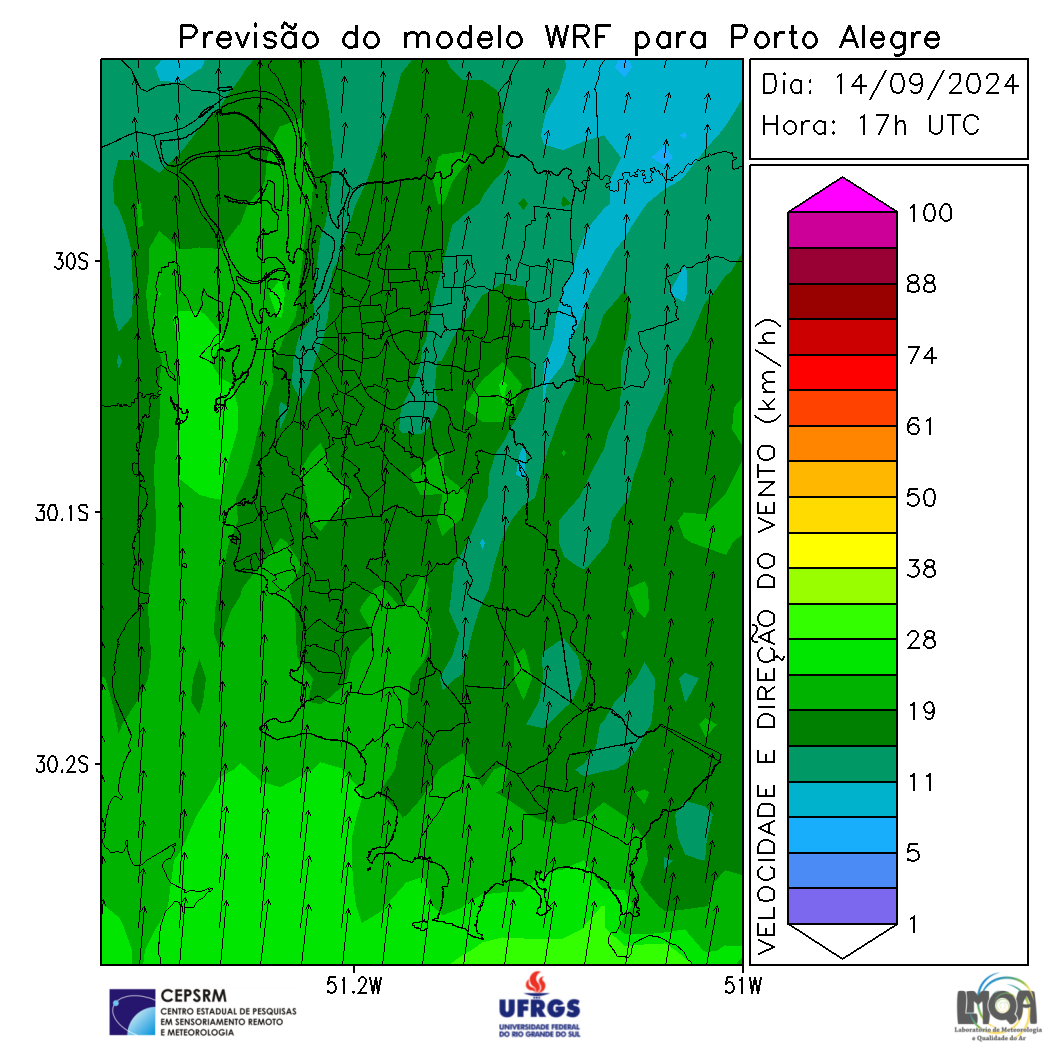 Previsão do modelo WRF para Porto Alegre
Dia: 14/09/2024
Hora: 17h UTC
30S
30.1S
30.2S
51.2W
51W
VELOCIDADE E DIREÇÃO DO VENTO (km/h)
100
88
74
61
50
38
28
19
11
5
1
CEPSRM
CENTRO ESTADUAL DE PESQUISAS
EM SENSORIAMENTO REMOTO
E METEOROLOGIA
UFRGS
UNIVERSIDADE FEDERAL
DO RIO GRANDE DO SUL
LMQA
Laboratório de Meteorologia
e Qualidade do Ar